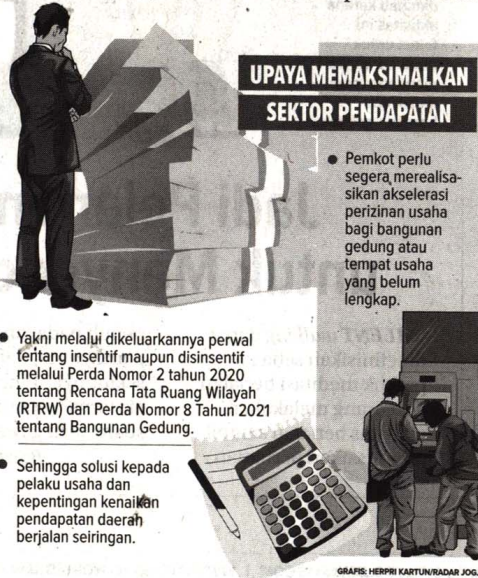 UPAYA MEMAKSIMALKAN
SEKTOR PENDAPATAN
● Pemkot perlu
segera merealisa-
sikan akselerasi
perizinan usaha
bagi bangunan
gedung atau
tempat usaha
yang belum
lengkap.
● Yakni melalui dikeluarkannya perwal
tentang insentif maupun disinsentif
melalui Perda Nomor 2 tahun 2020
tentang Rencana Tata Ruang Wilayah
(RTRW) dan Perda Nomor 8 Tahun 2021
tentang Bangunan Gedung.
● Sehingga solusi kepada
pelaku usaha dan
kepentingan kenaikan
pendapatan daerah
berjalan seiringan.
GRAFIS: HERPRI KARTUN/RADAR JOG